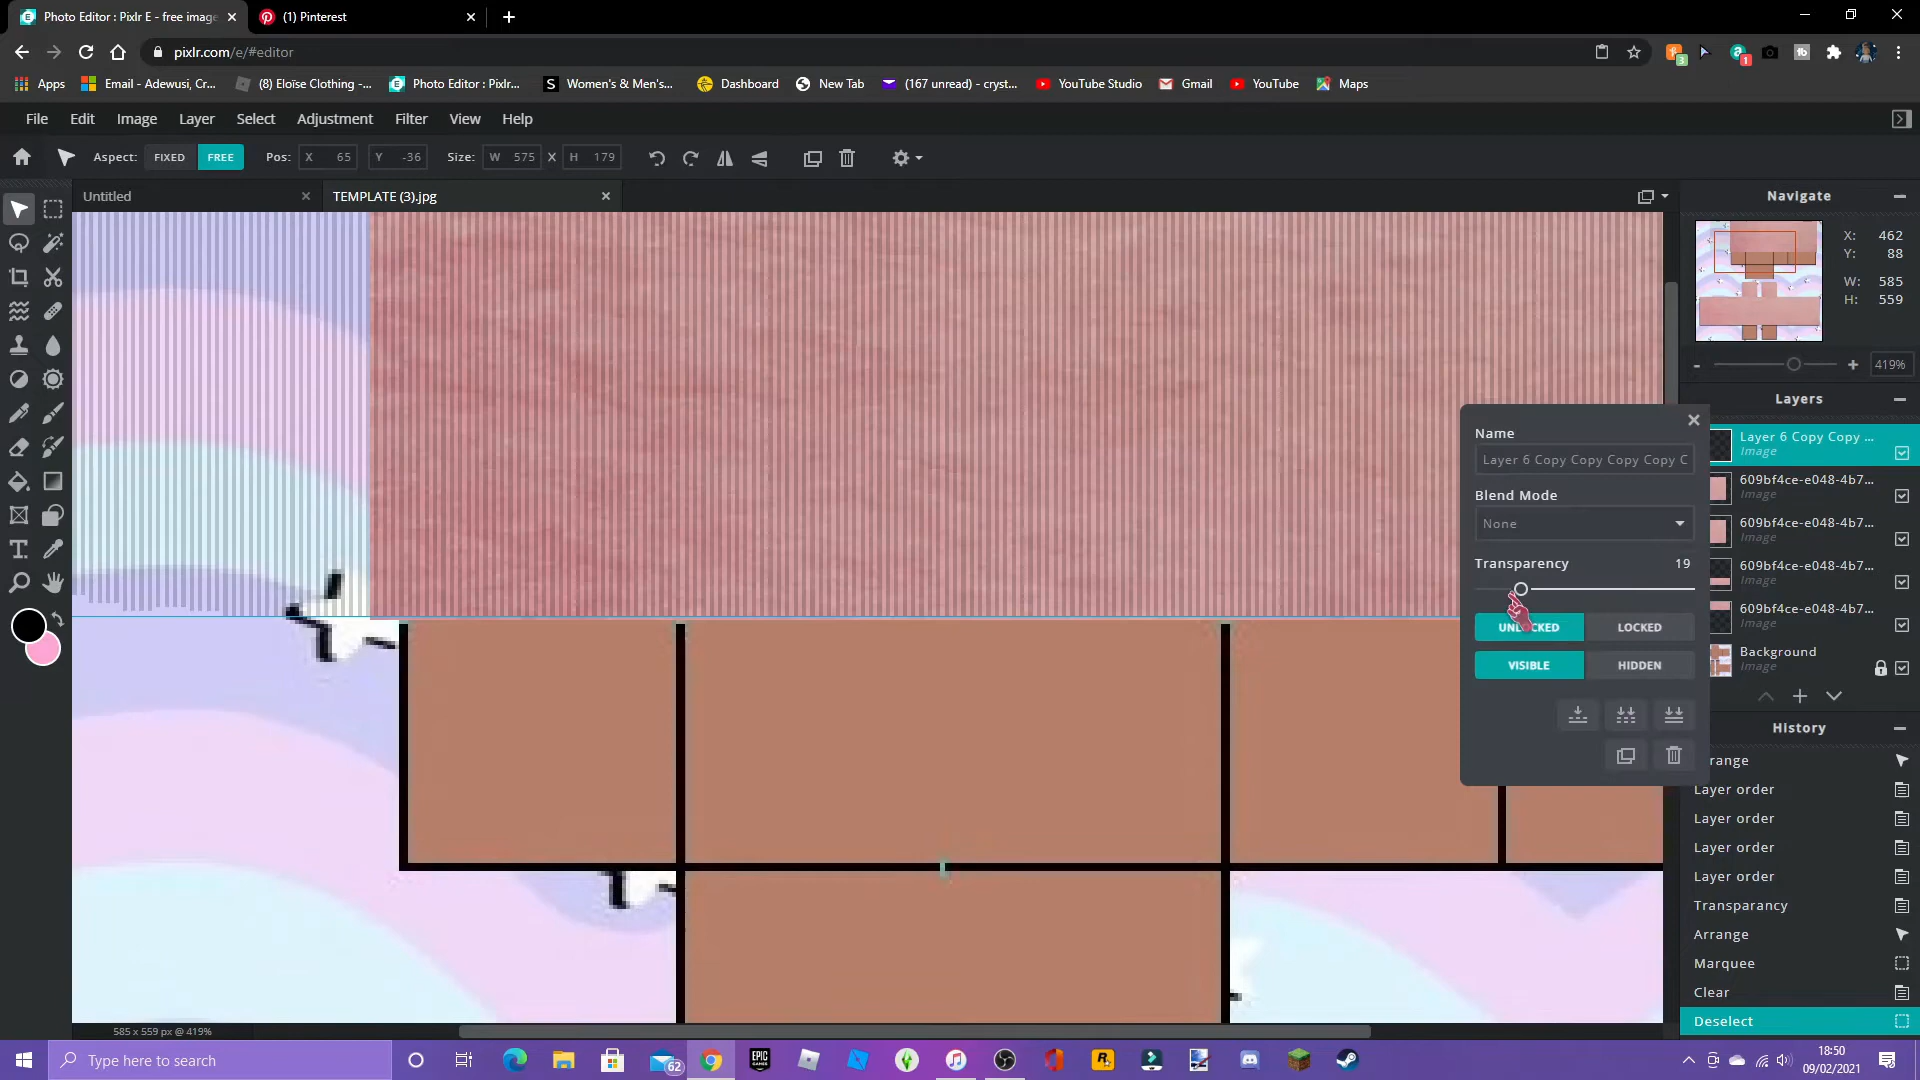 Photo Editor : Pixlr E - free image
(1) Pinterest
pixlr.com/e/#editor
3
1
Apps
Email - Adewusi, Cr...
(8) Eloïse Clothing -...
Photo Editor : Pixlr...
Women's & Men's...
Dashboard
New Tab
(167 unread) - cryst...
YouTube Studio
Gmail
YouTube
Maps
File Edit Image Layer Select Adjustment Filter View Help
Aspect: FIXED FREE Pos: X 65 Y -36 Size: W 575 X H 179
Untitled
TEMPLATE (3).jpg
Navigate
X: 462
Y: 88
W: 585
H: 559
- + 419%
Layers
Layer 6 Copy Copy ...
Image
609bf4ce-e048-4b7...
Image
609bf4ce-e048-4b7...
Image
609bf4ce-e048-4b7...
Image
609bf4ce-e048-4b7...
Image
Background
Image
Name
Layer 6 Copy Copy Copy Copy C
Blend Mode
None
Transparency 19
UNLOCKED LOCKED
VISIBLE HIDDEN
History
rrange
Layer order
Layer order
Layer order
Layer order
Transparancy
Arrange
Marquee
Clear
Deselect
585 x 559 px @ 419%
Type here to search
62
18:50
09/02/2021